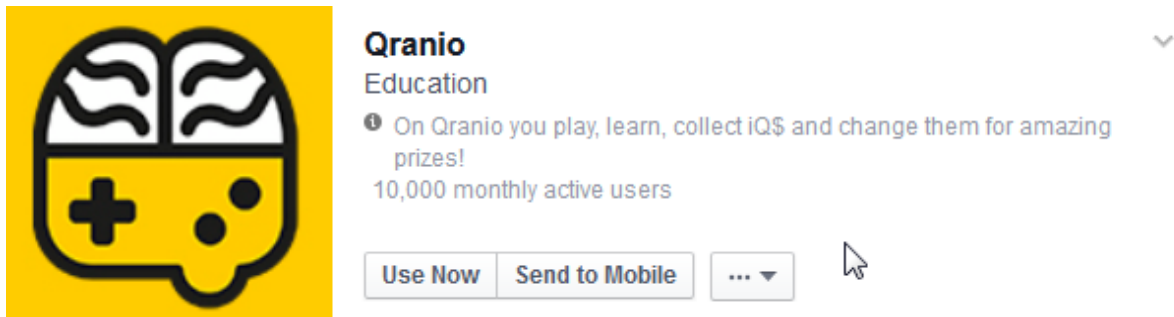 Qranio
Education
On Qranio you play, learn, collect iQ$ and change them for amazing
prizes!
10,000 monthly active users
Use Now
Send to Mobile
...